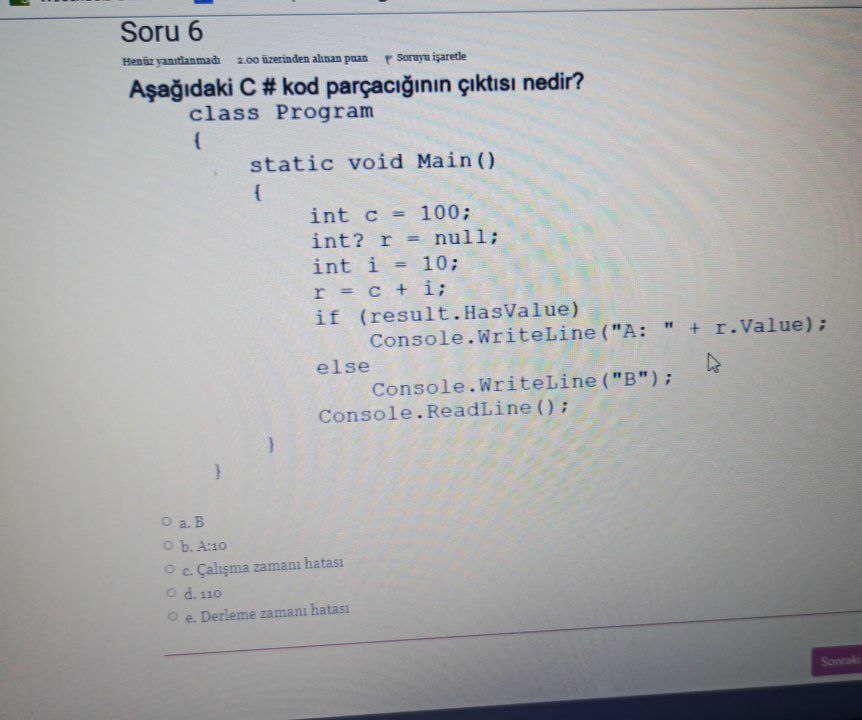 Soru 6
Henüz yanıtlanmadı 2.00 üzerinden alınan puan Soruyu işaretle
Aşağıdaki C # kod parçacığının çıktısı nedir?
class Program
{
static void Main()
{
int c = 100;
int? r = null;
int i = 10;
r = c + i;
if (result.HasValue)
Console.WriteLine("A: " + r.Value);
else
Console.WriteLine("B");
Console.ReadLine();
}
}
a. B
b. A:10
c. Çalışma zamanı hatası
d. 110
e. Derleme zamanı hatası